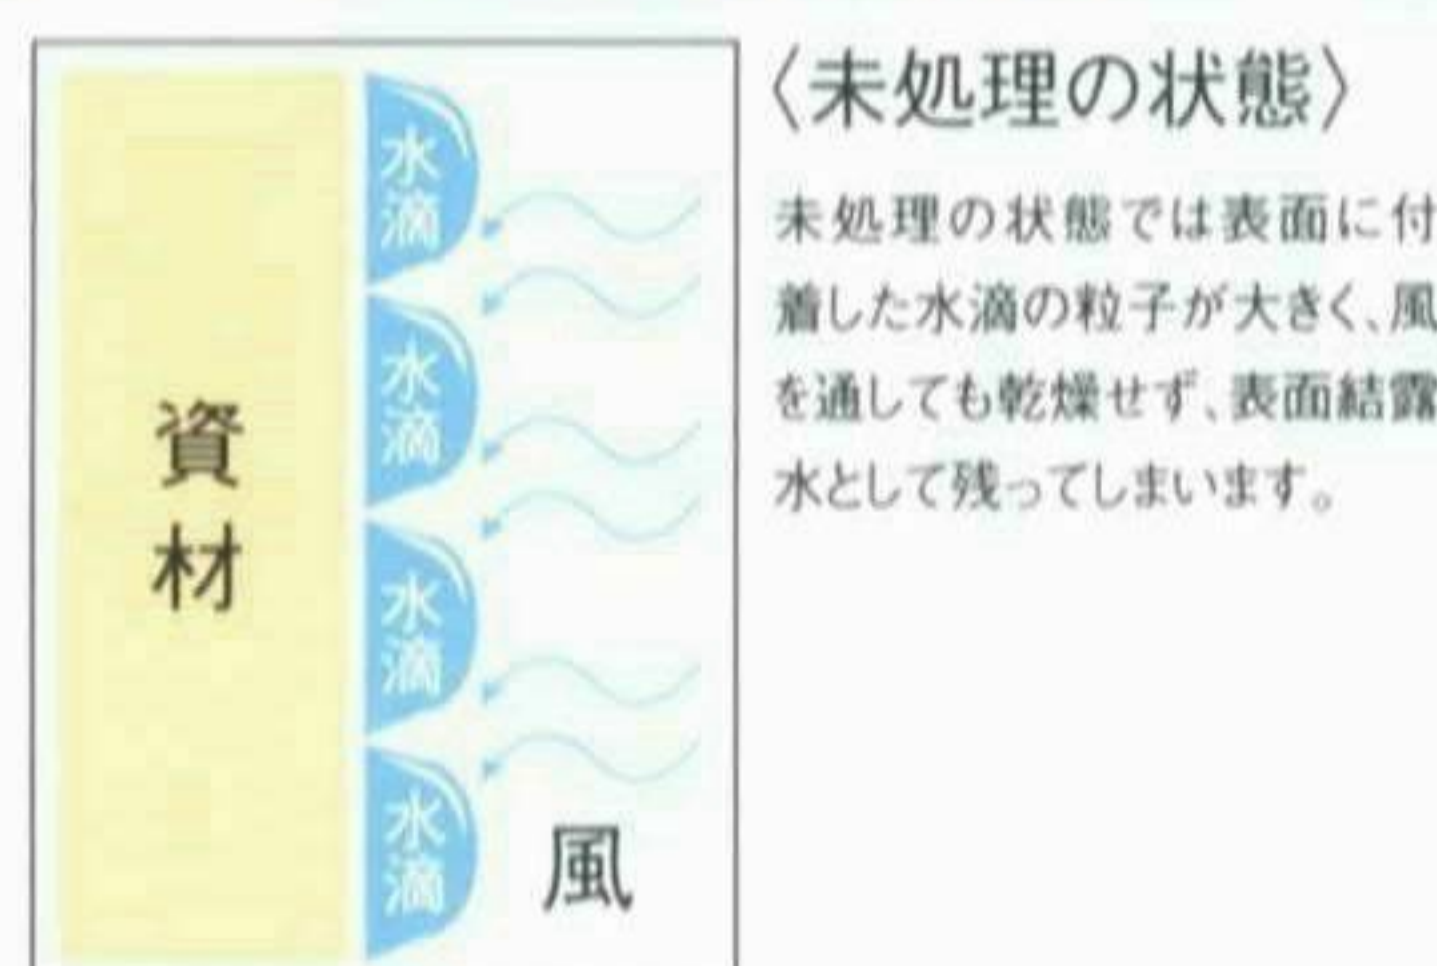 資材
水滴
水滴
水滴
水滴
風
〈未処理の状態〉
未処理の状態では表面に付
着した水滴の粒子が大きく、風
を通しても乾燥せず、表面結露
水として残ってしまいます。